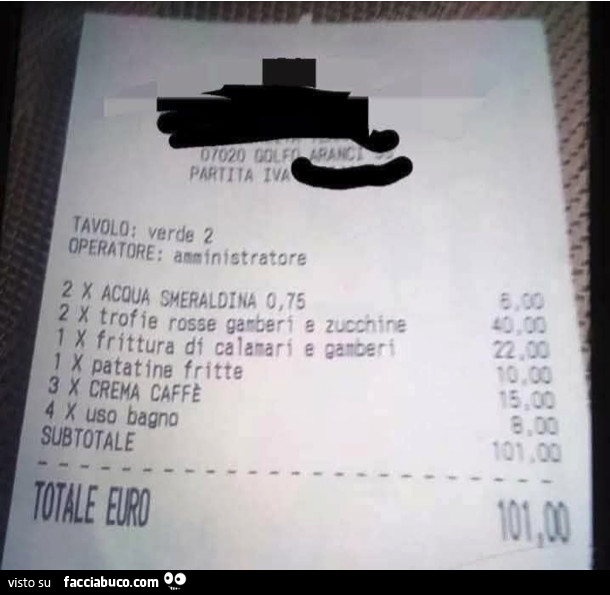 07020 GOLFO ARANCI
PARTITA IVA
TAVOLO: verde 2
OPERATORE: amministratore
2 X ACQUA SMERALDINA 0,75 6,00
2 X trofie rosse gamberi e zucchine 40,00
1 X frittura di calamari e gamberi 22,00
1 X patatine fritte 10,00
3 X CREMA CAFFÈ 15,00
4 X uso bagno 8,00
SUBTOTALE 101,00
TOTALE EURO 101,00
visto su facciabuco.com